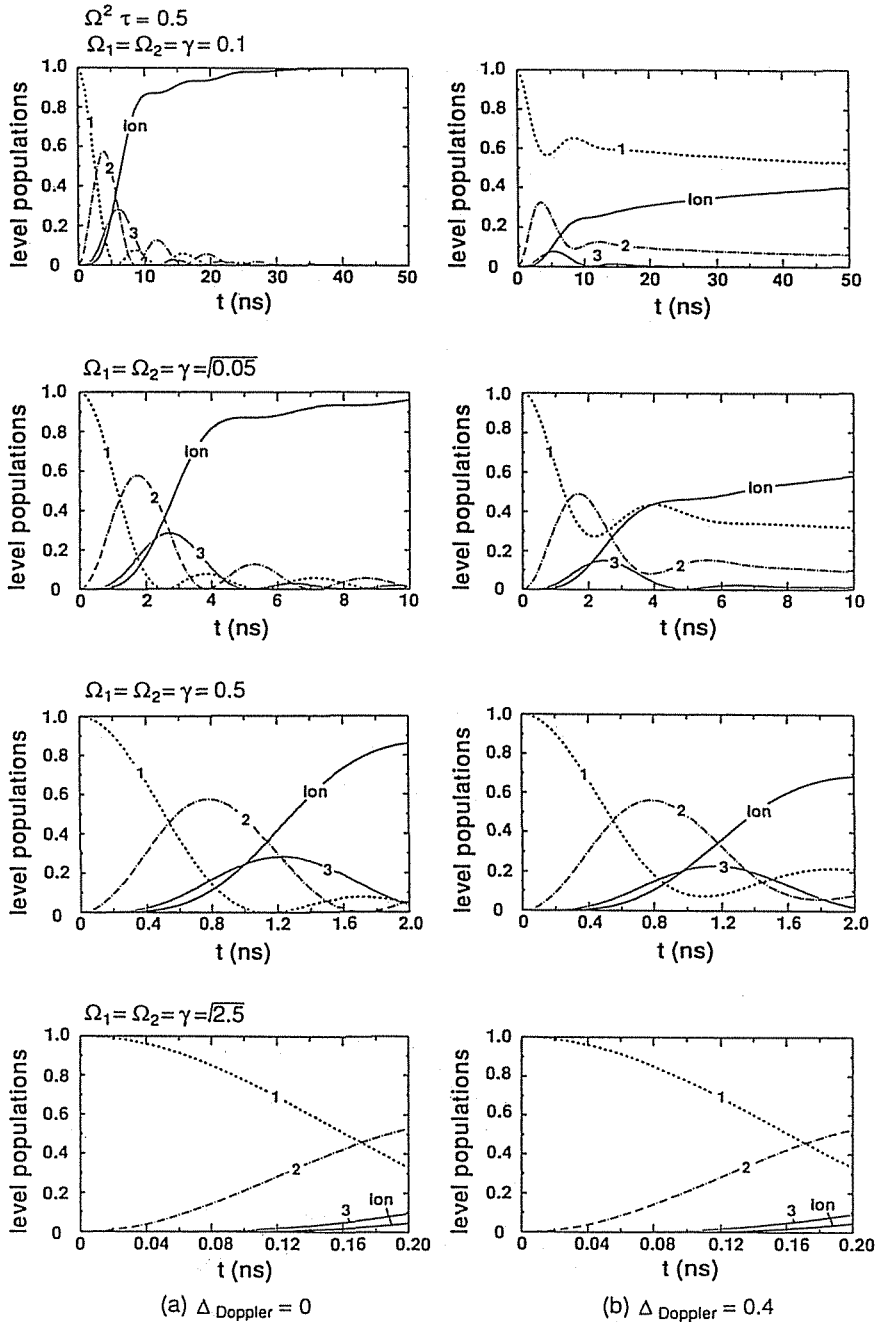 Ω² τ = 0.5
Ω₁ = Ω₂ = γ = 0.1
level populations
1.0
0.8
0.6
0.4
0.2
0
1
Ion
2
3
0 10 20 30 40 50
t (ns)
level populations
1.0
0.8
0.6
0.4
0.2
0
1
Ion
2
3
0 10 20 30 40 50
t (ns)
Ω₁ = Ω₂ = γ = √0.05
level populations
1.0
0.8
0.6
0.4
0.2
0
1
Ion
2
3
0 2 4 6 8 10
t (ns)
level populations
1.0
0.8
0.6
0.4
0.2
0
1
Ion
2
3
0 2 4 6 8 10
t (ns)
Ω₁ = Ω₂ = γ = 0.5
level populations
1.0
0.8
0.6
0.4
0.2
0
1
Ion
2
3
0 0.4 0.8 1.2 1.6 2.0
t (ns)
level populations
1.0
0.8
0.6
0.4
0.2
0
1
Ion
2
3
0 0.4 0.8 1.2 1.6 2.0
t (ns)
Ω₁ = Ω₂ = γ = √2.5
level populations
1.0
0.8
0.6
0.4
0.2
0
1
2
3
Ion
0 0.04 0.08 0.12 0.16 0.20
t (ns)
level populations
1.0
0.8
0.6
0.4
0.2
0
1
2
3
Ion
0 0.04 0.08 0.12 0.16 0.20
t (ns)
(a) Δ Doppler = 0
(b) Δ Doppler = 0.4